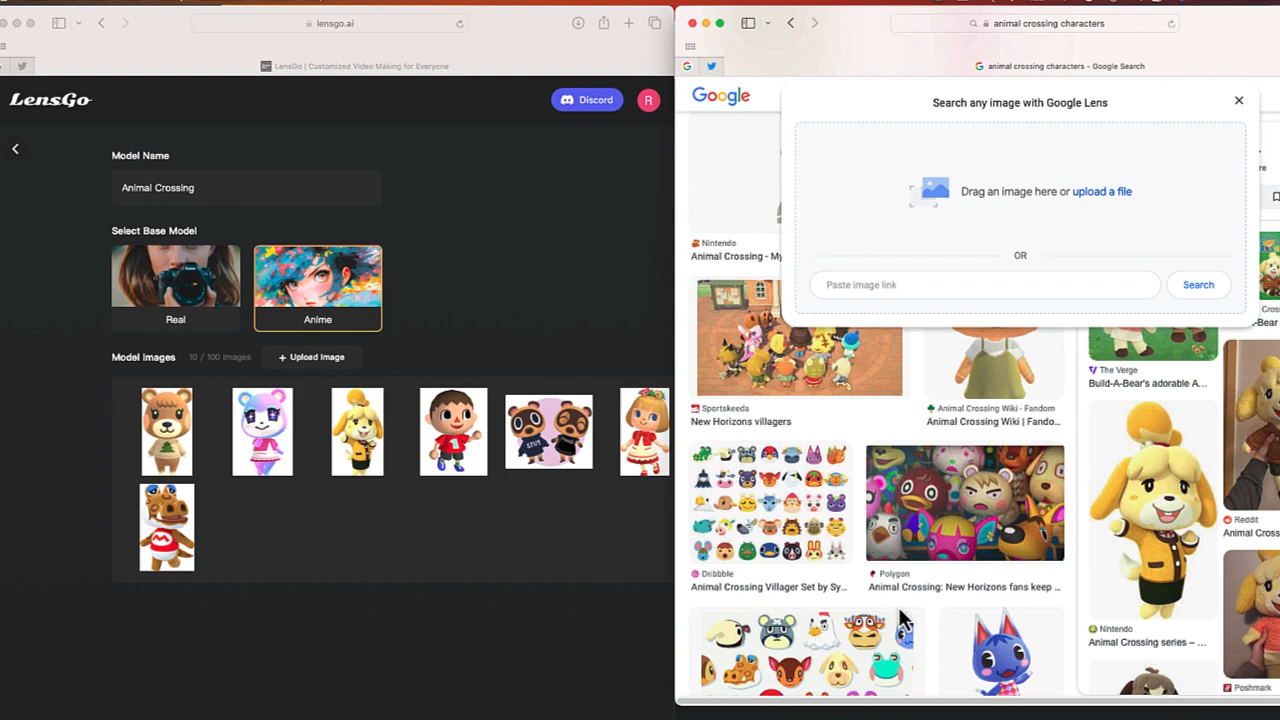 lensgo.ai
LensGo | Customized Video Making for Everyone
LensGo
Discord
R
Model Name
Animal Crossing
Select Base Model
Real
Anime
Model Images
10 / 100 Images
+ Upload Image
animal crossing characters
animal crossing characters - Google Search
Google
Search any image with Google Lens
Drag an image here or upload a file
OR
Paste image link
Search
Nintendo
Animal Crossing - My
Sportskeeda
New Horizons villagers
Animal Crossing Wiki - Fandom
Animal Crossing Wiki | Fando...
The Verge
Build-A-Bear's adorable A...
Dribbble
Animal Crossing Villager Set by Sy...
Polygon
Animal Crossing: New Horizons fans keep ...
Nintendo
Animal Crossing series – ...
Reddit
Animal Cross
Poshmark